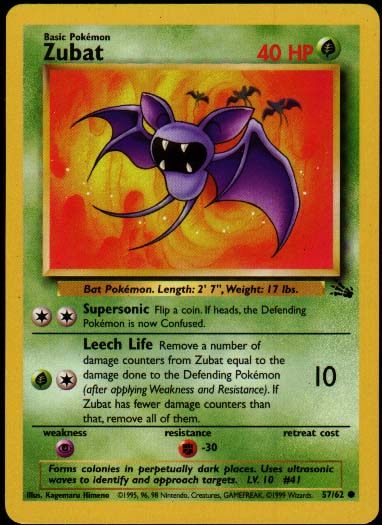 Basic Pokémon
Zubat
40 HP
Bat Pokémon. Length: 2' 7", Weight: 17 lbs.
Supersonic Flip a coin. If heads, the Defending
Pokémon is now Confused.
Leech Life Remove a number of
damage counters from Zubat equal to the
damage done to the Defending Pokémon
(after applying Weakness and Resistance). If
Zubat has fewer damage counters than
that, remove all of them.
10
weakness resistance retreat cost
-30
Forms colonies in perpetually dark places. Uses ultrasonic
waves to identify and approach targets. LV. 10 #41
Illus. Kagemaru Himeno ©1995, 96, 98 Nintendo, Creatures, GAMEFREAK. ©1999 Wizards. 57/62